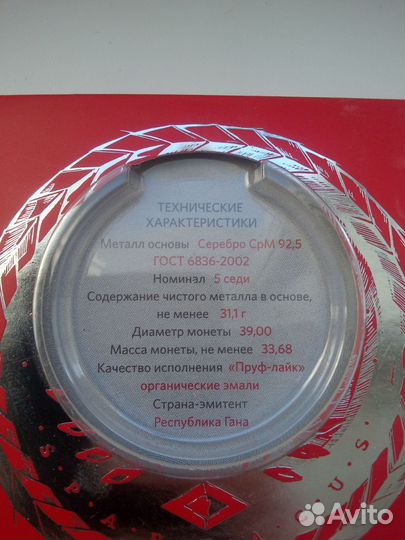 ТЕХНИЧЕСКИЕ
ХАРАКТЕРИСТИКИ
Металл основы Серебро СрМ 92,5
ГОСТ 6836-2002
Номинал 5 седи
Содержание чистого металла в основе,
не менее 31,1 г
Диаметр монеты 39,00
Масса монеты, не менее 33,68
Качество исполнения «Пруф-лайк»
органические эмали
Страна-эмитент
Республика Гана
Avito